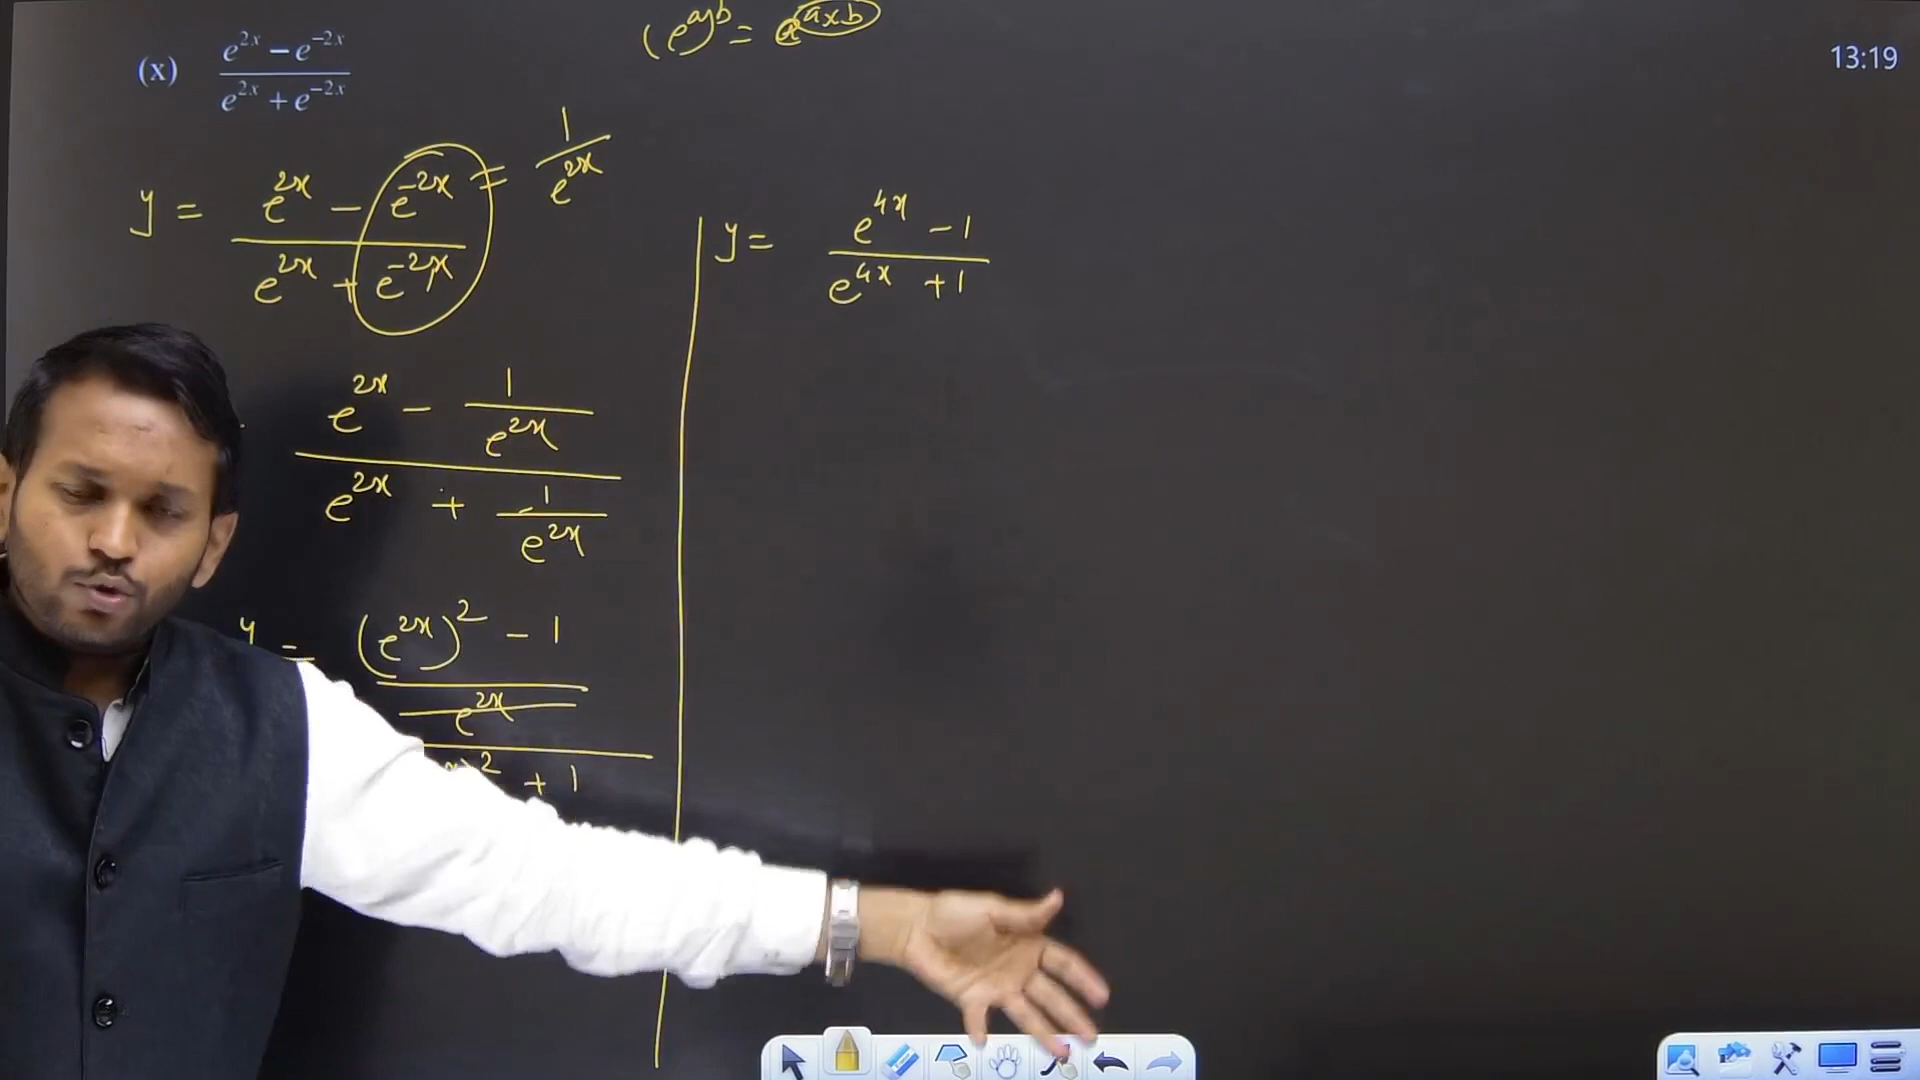 (x) e^{2x} - e^{-2x} / e^{2x} + e^{-2x}
(e^a)^b = e^{a×b}
13:19
y = e^{2x} - e^{-2x} / e^{2x} + e^{-2x} = 1 / e^{2x}
e^{2x} - 1/e^{2x} / e^{2x} + 1/e^{2x}
y = (e^{2x})^2 - 1 / e^{2x} / x)^2 + 1
y = e^{4x} - 1 / e^{4x} + 1